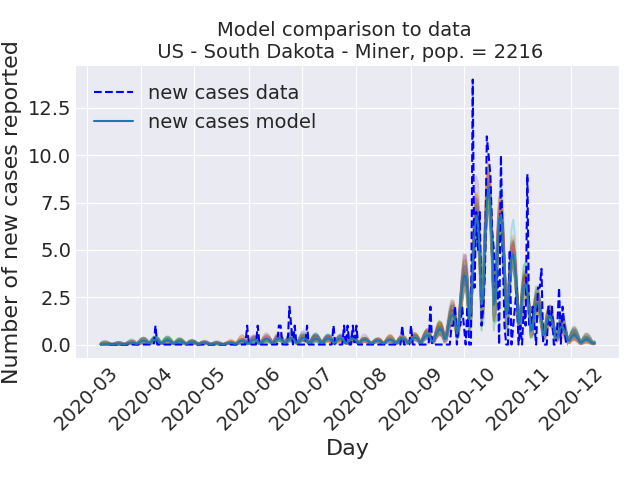 Model comparison to data
US - South Dakota - Miner, pop. = 2216
Number of new cases reported
12.5
10.0
7.5
5.0
2.5
0.0
new cases data
new cases model
2020-03
2020-04
2020-05
2020-06
2020-07
2020-08
2020-09
2020-10
2020-11
2020-12
Day